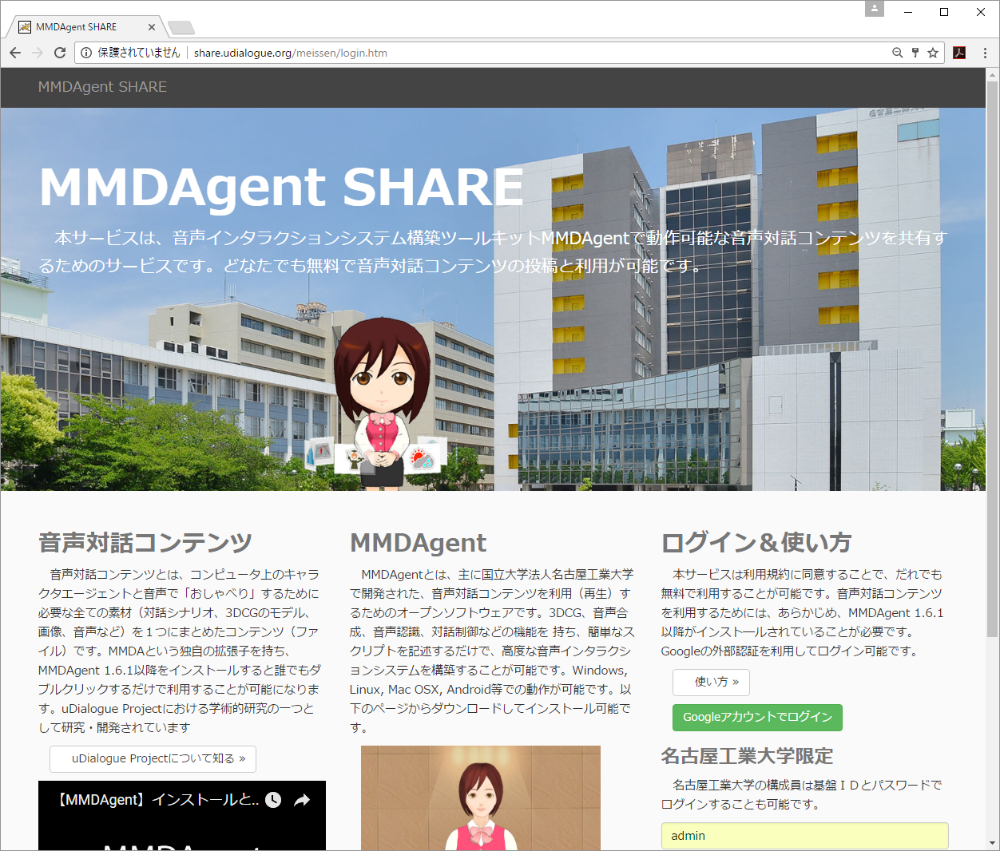 MMDAgent SHARE
保護されていません
share.udialogue.org/meissen/login.htm
MMDAgent SHARE
MMDAgent SHARE
本サービスは、音声インタラクションシステム構築ツールキットMMDAgentで動作可能な音声対話コンテンツを共有す
るためのサービスです。どなたでも無料で音声対話コンテンツの投稿と利用が可能です。
音声対話コンテンツ
音声対話コンテンツとは、コンピュータ上のキャラ
クタエージェントと音声で「おしゃべり」するために
必要な全ての素材（対話シナリオ、3DCGのモデル、
画像、音声など）を１つにまとめたコンテンツ（ファ
イル）です。MMDAという独自の拡張子を持ち、
MMDAgent 1.6.1以降をインストールすると誰でもダ
ブルクリックするだけで利用することが可能になりま
す。uDialogue Projectにおける学術的研究の一つと
して研究・開発されています
uDialogue Projectについて知る »
【MMDAgent】インストールと..
MMDAgent
MMDAgent
MMDAgentとは、主に国立大学法人名古屋工業大学
で開発された、音声対話コンテンツを利用（再生）す
るためのオープンソフトウェアです。3DCG、音声合
成、音声認識、対話制御などの機能を 持ち、簡単なス
クリプトを記述するだけで、高度な音声インタラクシ
ョンシステムを構築することが可能です。Windows,
Linux, Mac OSX, Android等での動作が可能です。以
下のページからダウンロードしてインストール可能で
す。
ログイン＆使い方
本サービスは利用規約に同意することで、だれでも
無料で利用することが可能です。音声対話コンテンツ
を利用するためには、あらかじめ、MMDAgent 1.6.1
以降がインストールされていることが必要です。
Googleの外部認証を利用してログイン可能です。
使い方 »
Googleアカウントでログイン
名古屋工業大学限定
名古屋工業大学の構成員は基盤ＩＤとパスワードで
ログインすることも可能です。
admin